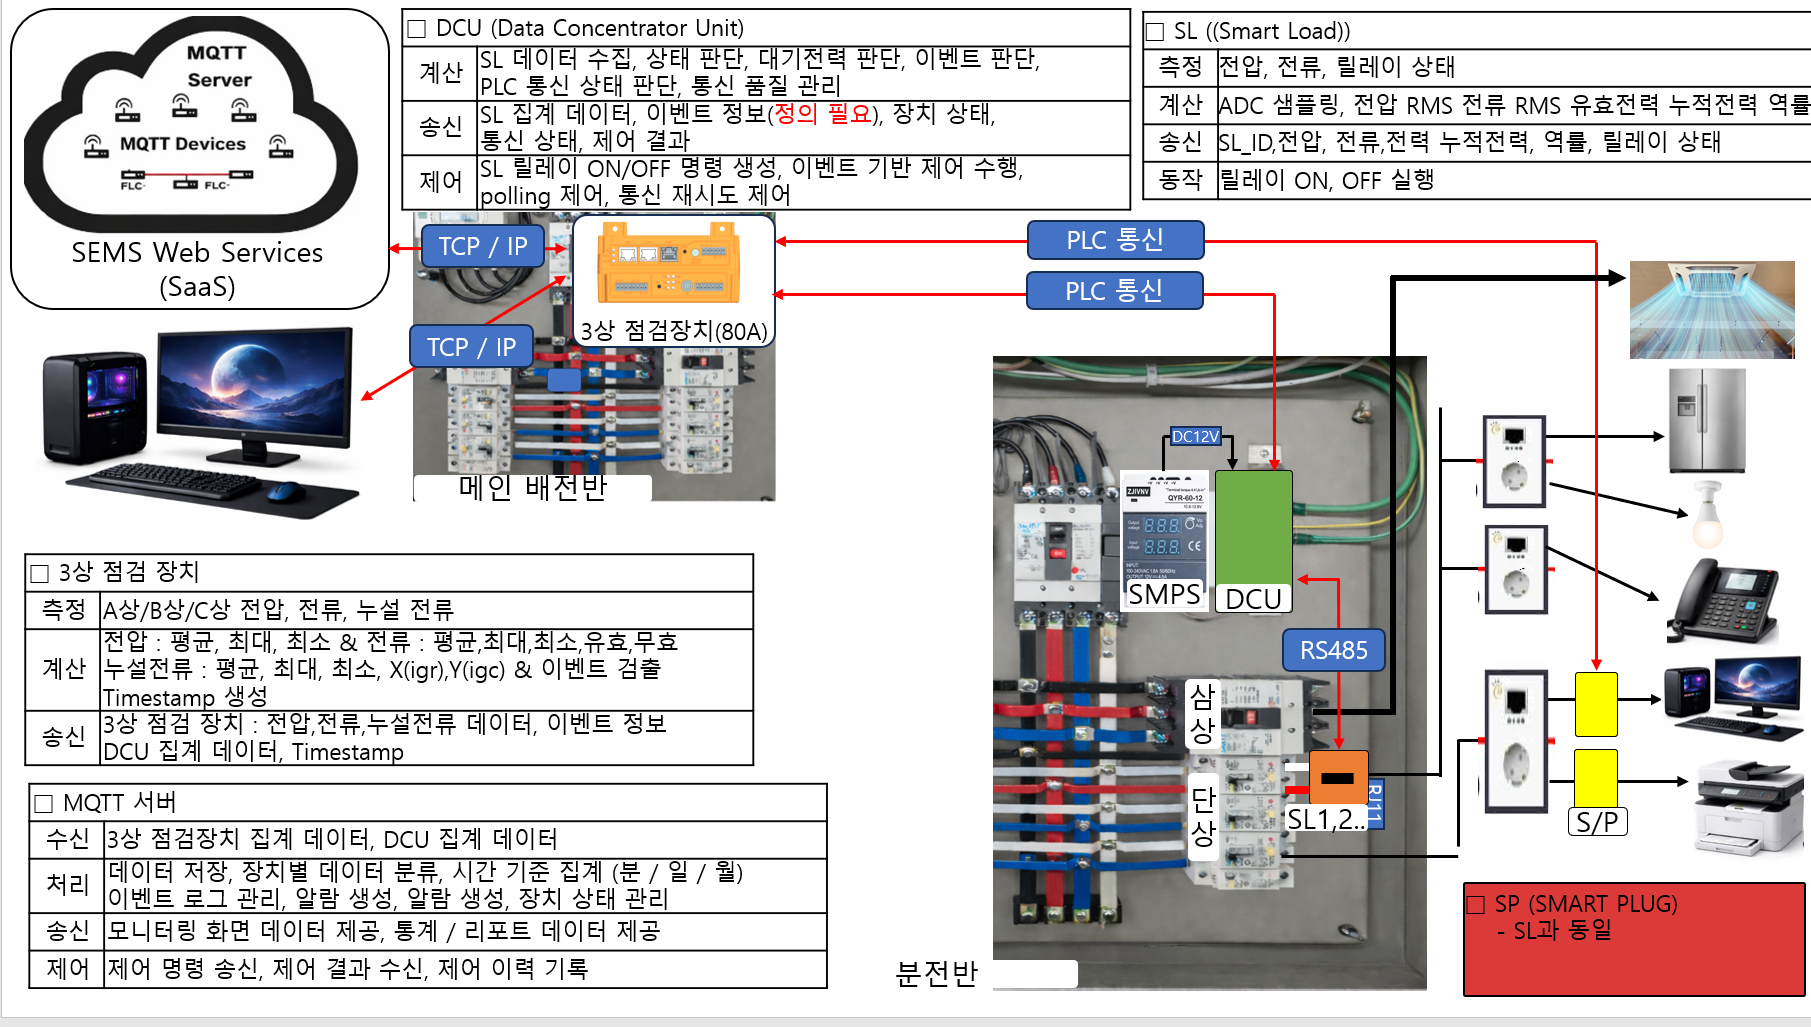 MQTT
Server
MQTT Devices
FLC-
FLC-
SEMS Web Services
(SaaS)
□ DCU (Data Concentrator Unit)
계산
SL 데이터 수집, 상태 판단, 대기전력 판단, 이벤트 판단,
PLC 통신 상태 판단, 통신 품질 관리
송신
SL 집계 데이터, 이벤트 정보(정의 필요), 장치 상태,
통신 상태, 제어 결과
제어
SL 릴레이 ON/OFF 명령 생성, 이벤트 기반 제어 수행,
polling 제어, 통신 재시도 제어
□ SL ((Smart Load))
측정
전압, 전류, 릴레이 상태
계산
ADC 샘플링, 전압 RMS 전류 RMS 유효전력 누적전력 역률
송신
SL_ID,전압, 전류,전력 누적전력, 역률, 릴레이 상태
동작
릴레이 ON, OFF 실행
TCP / IP
TCP / IP
3상 점검장치(80A)
PLC 통신
PLC 통신
메인 배전반
DC12V
ZJIVNV
QYR-60-12
Output
voltage
Input
voltage
CE
INPUT
SMPS
DCU
RS485
삼상
단상
SL1,2..
RJ11
분전반
S/P
□ 3상 점검 장치
측정
A상/B상/C상 전압, 전류, 누설 전류
계산
전압 : 평균, 최대, 최소 & 전류 : 평균,최대,최소,유효,무효
누설전류 : 평균, 최대, 최소, X(igr),Y(igc) & 이벤트 검출
Timestamp 생성
송신
3상 점검 장치 : 전압,전류,누설전류 데이터, 이벤트 정보
DCU 집계 데이터, Timestamp
□ MQTT 서버
수신
3상 점검장치 집계 데이터, DCU 집계 데이터
처리
데이터 저장, 장치별 데이터 분류, 시간 기준 집계 (분 / 일 / 월)
이벤트 로그 관리, 알람 생성, 알람 생성, 장치 상태 관리
송신
모니터링 화면 데이터 제공, 통계 / 리포트 데이터 제공
제어
제어 명령 송신, 제어 결과 수신, 제어 이력 기록
□ SP (SMART PLUG)
- SL과 동일